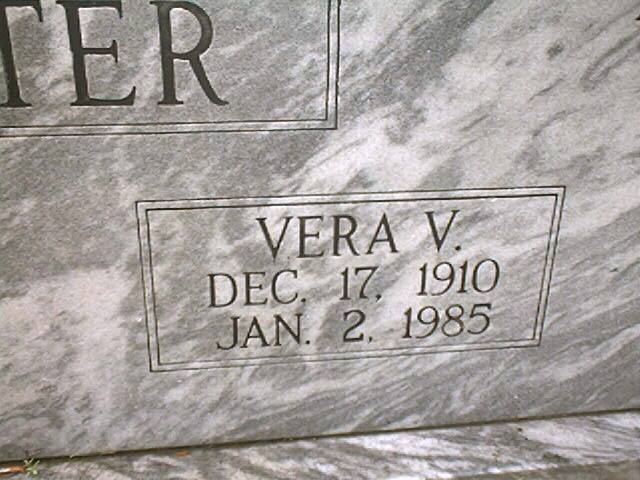 TER
VERA V.
DEC. 17, 1910
JAN. 2, 1985